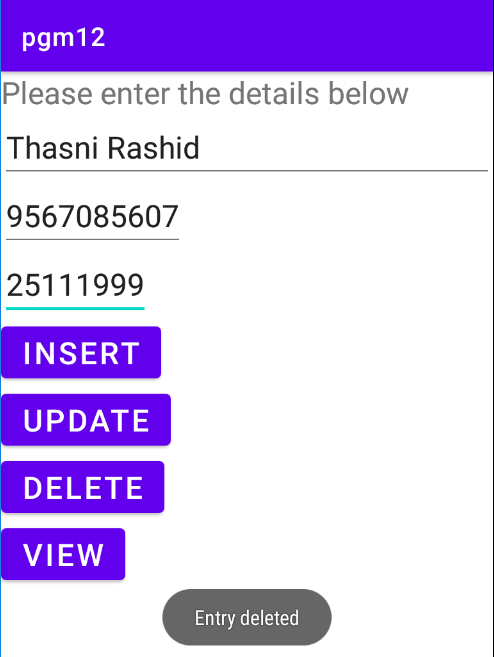 pgm12
Please enter the details below
Thasni Rashid
9567085607
25111999
INSERT
UPDATE
DELETE
VIEW
Entry deleted